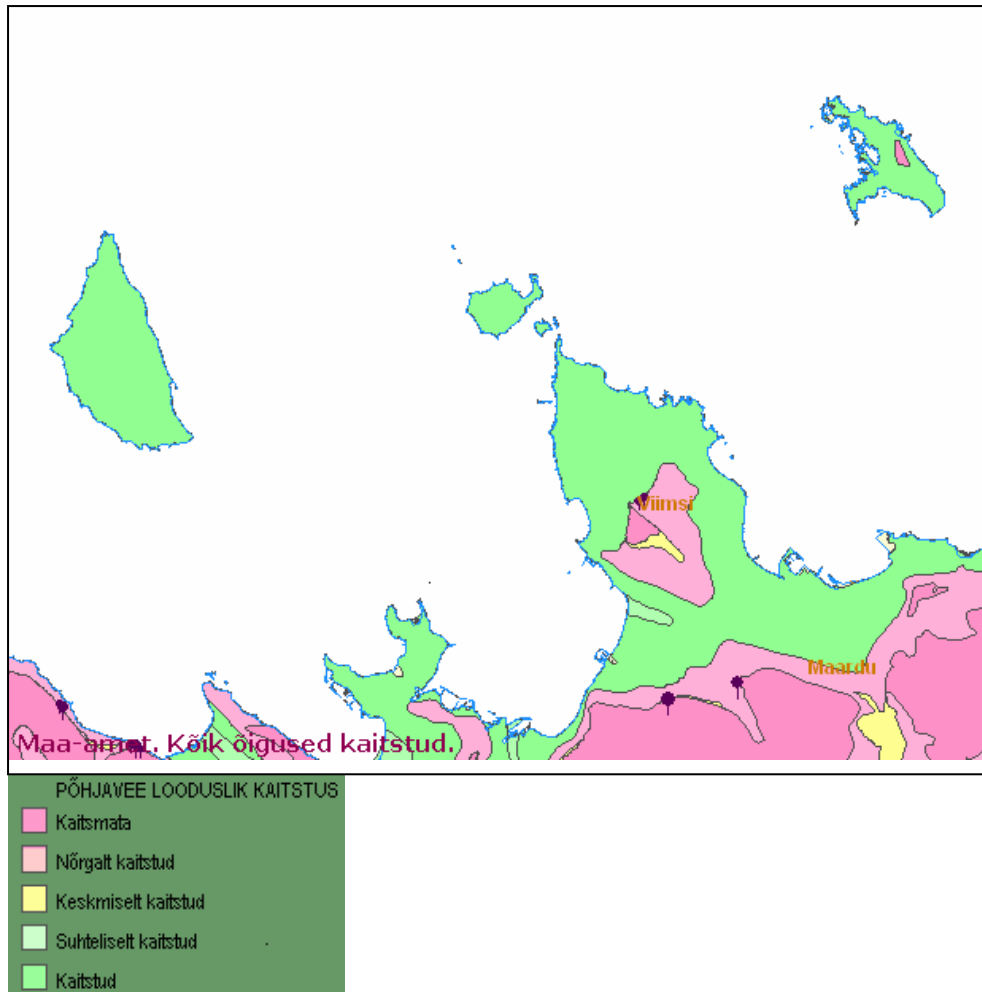 Viimsi
Maardu
Maa-amet. Kõik õigused kaitstud.
PÕHJAVEE LOODUSLIK KAITSTUS
Kaitsmata
Nõrgalt kaitstud
Keskmiselt kaitstud
Suhteliselt kaitstud
Kaitstud